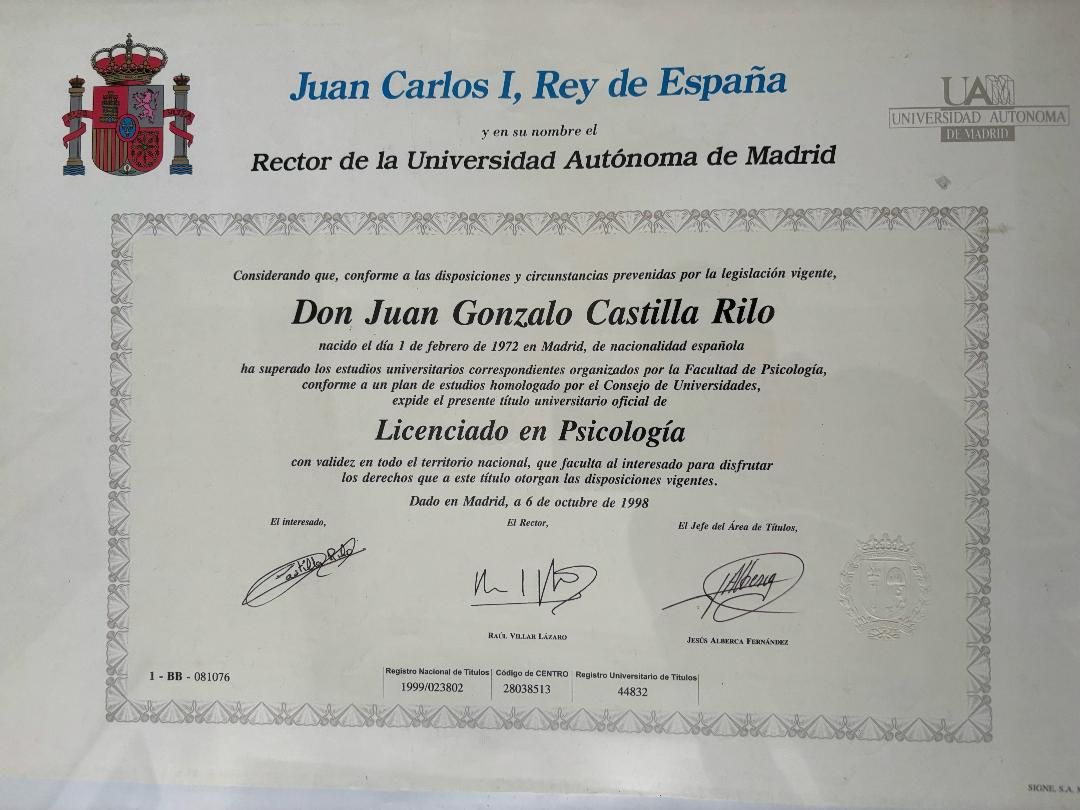 Juan Carlos I, Rey de España
UAM
UNIVERSIDAD AUTONOMA
DE MADRID
y en su nombre el
Rector de la Universidad Autónoma de Madrid
Considerando que, conforme a las disposiciones y circunstancias prevenidas por la legislación vigente,
Don Juan Gonzalo Castilla Rilo
nacido el día 1 de febrero de 1972 en Madrid, de nacionalidad española
ha superado los estudios universitarios correspondientes organizados por la Facultad de Psicología,
conforme a un plan de estudios homologado por el Consejo de Universidades,
expide el presente título universitario oficial de
Licenciado en Psicología
con validez en todo el territorio nacional, que faculta al interesado para disfrutar
los derechos que a este título otorgan las disposiciones vigentes.
Dado en Madrid, a 6 de octubre de 1998
El interesado,
El Rector,
El Jefe del Área de Títulos,
Castilla Rilo
RAÚL VILLAR LÁZARO
JESÚS ALBERCA FERNÁNDEZ
1 - BB - 081076
Registro Nacional de Títulos Código de CENTRO Registro Universitario de Títulos
1999/023802 28038513 44832
SIGNE, S.A.